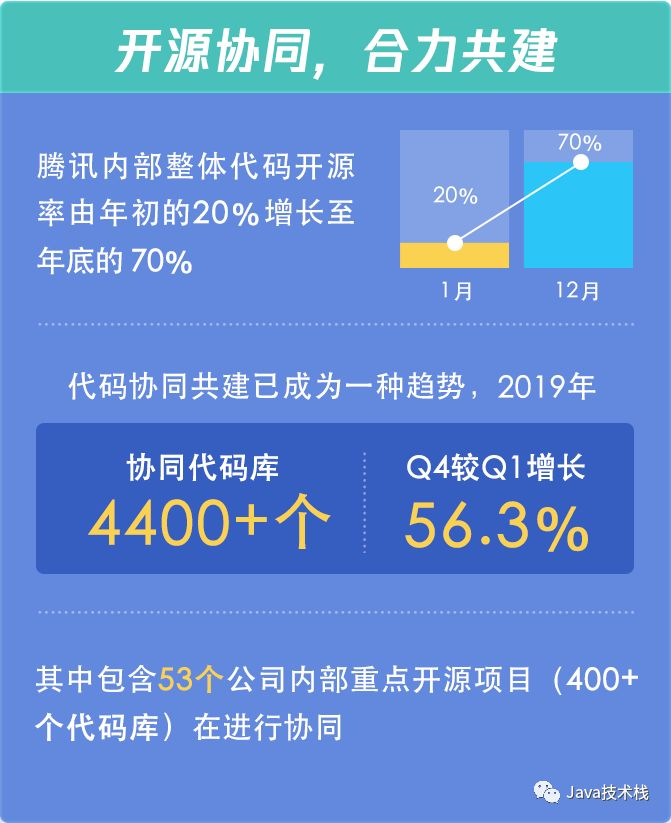 开源协同，合力共建
腾讯内部整体代码开源
率由年初的20%增长至
年底的 70%
70%
20%
1月
12月
代码协同共建已成为一种趋势，2019年
协同代码库
4400+个
Q4较Q1增长
56.3%
其中包含53个公司内部重点开源项目（400+
个代码库）在进行协同
Java技术栈